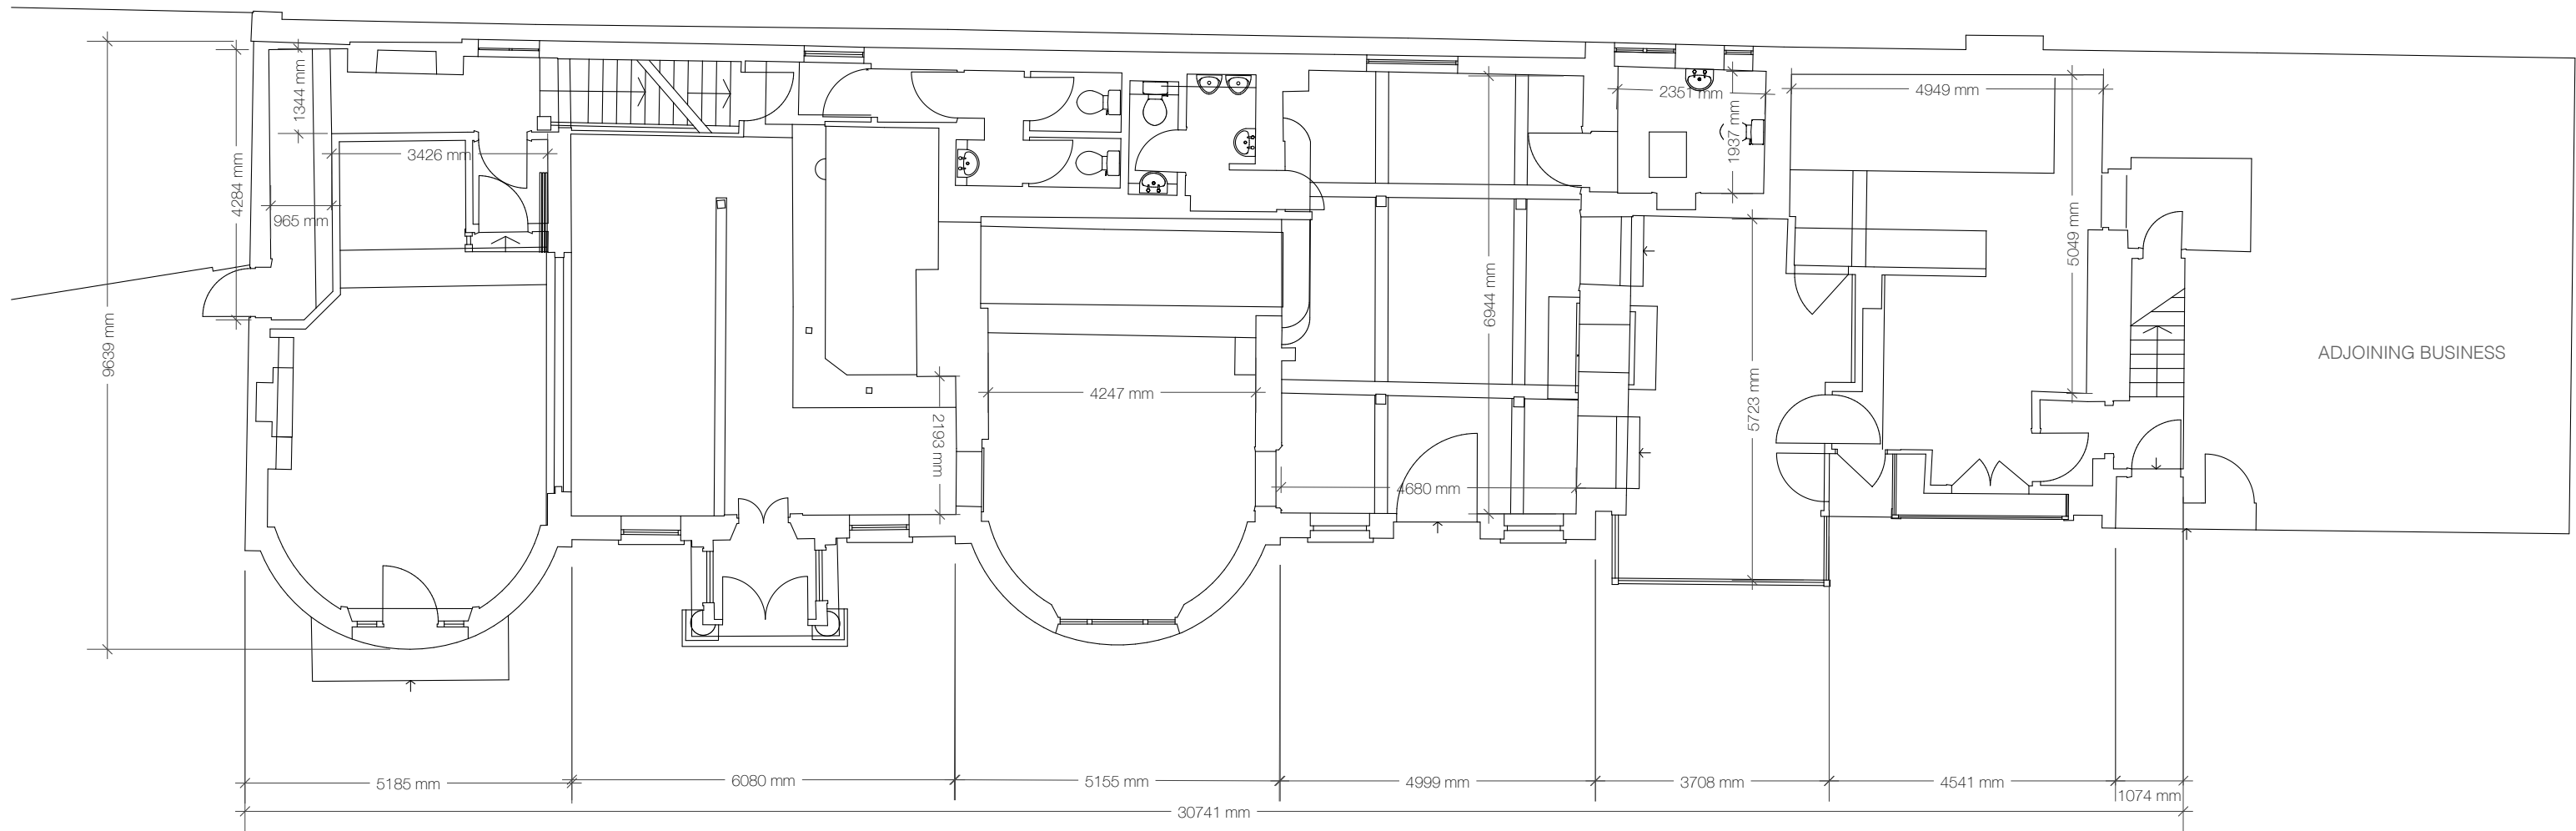 1344 mm
2351 mm
4949 mm
1937 mm
3426 mm
4284 mm
965 mm
5049 mm
6944 mm
9639 mm
ADJOINING BUSINESS
4247 mm
5723 mm
2193 mm
4680 mm
5185 mm
6080 mm
5155 mm
4999 mm
3708 mm
4541 mm
1074 mm
30741 mm